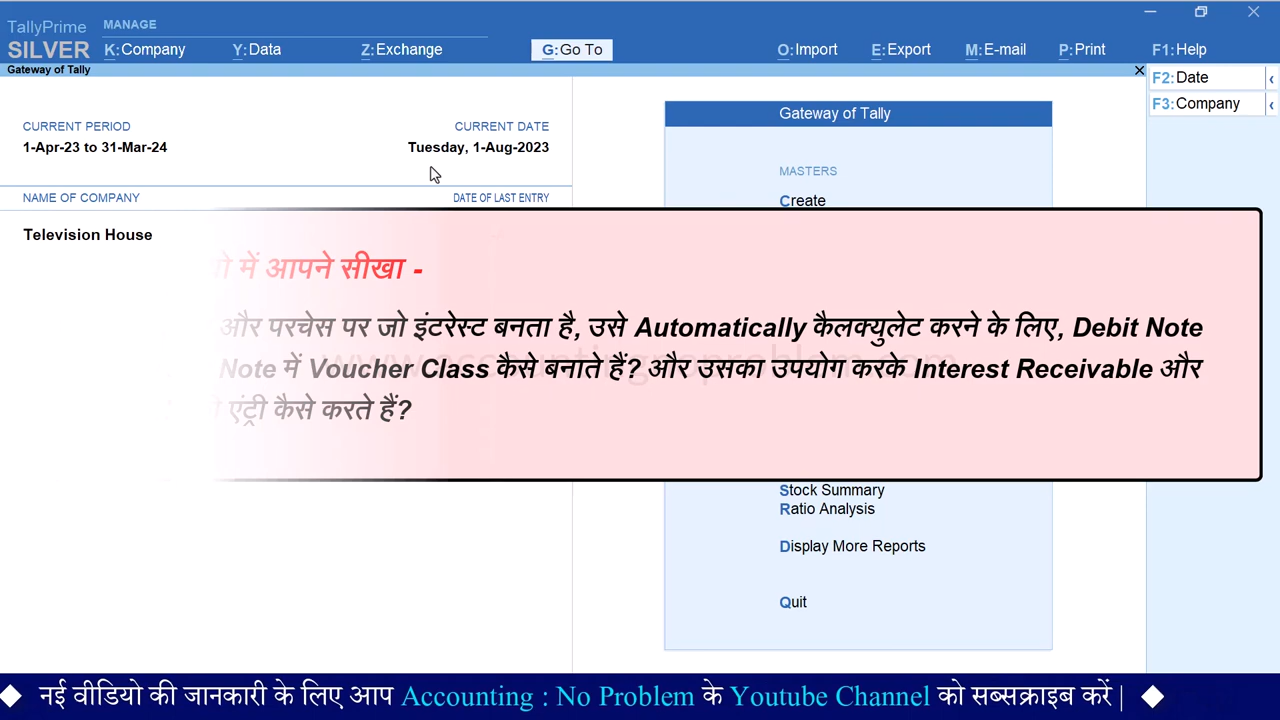 TallyPrime
MANAGE
SILVER
K:Company
Y:Data
Z:Exchange
G:Go To
O:Import
E:Export
M:E-mail
P:Print
F1:Help
Gateway of Tally
F2:Date
F3:Company
CURRENT PERIOD
CURRENT DATE
1-Apr-23 to 31-Mar-24
Tuesday, 1-Aug-2023
NAME OF COMPANY
DATE OF LAST ENTRY
Television House
Gateway of Tally
MASTERS
Create
में आपने सीखा -
और परचेस पर जो इंटरेस्ट बनता है, उसे Automatically कैलक्युलेट करने के लिए, Debit Note
Note में Voucher Class कैसे बनाते हैं? और उसका उपयोग करके Interest Receivable और
एंट्री कैसे करते हैं?
www.accountingnoproblem.com
Stock Summary
Ratio Analysis
Display More Reports
Quit
◆ नई वीडियो की जानकारी के लिए आप Accounting : No Problem के Youtube Channel को सब्सक्राइब करें | ◆